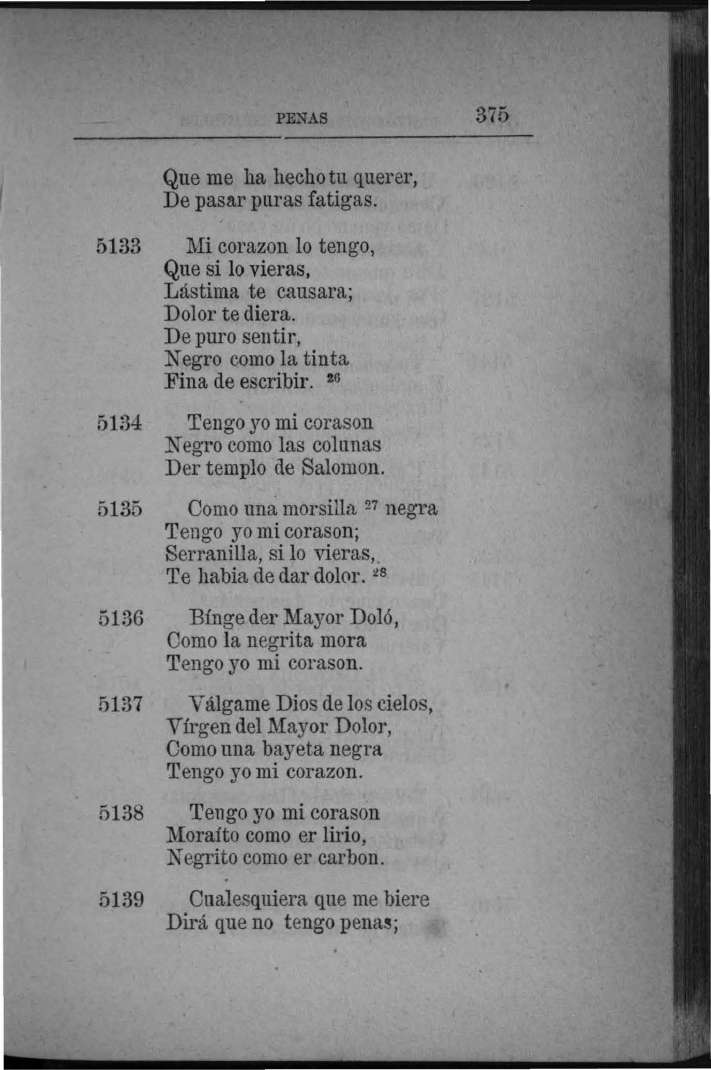 PENAS 375
Que me ha hecho tu querer,
De pasar puras fatigas.
5133 Mi corazon lo tengo,
Que si lo vieras,
Lástima te causara;
Dolor te diera.
De puro sentir,
Negro como la tinta
Fina de escribir. 26
5134 Tengo yo mi corason
Negro como las colunas
Der templo de Salomon.
5135 Como una morsilla 27 negra
Tengo yo mi corason;
Serranilla, si lo vieras,
Te habia de dar dolor. 28
5136 Bínge der Mayor Doló,
Como la negrita mora
Tengo yo mi corason.
5137 Válgame Dios de los cielos,
Vírgen del Mayor Dolor,
Como una bayeta negra
Tengo yo mi corazon.
5138 Tengo yo mi corason
Moraíto como er lirio,
Negrito como er carbon.
5139 Cualesquiera que me biere
Dirá que no tengo penas;